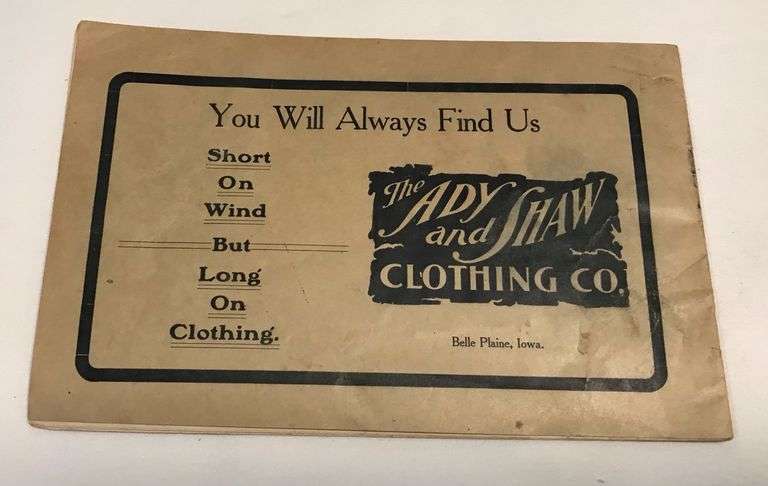 You Will Always Find Us
Short
On
Wind
But
Long
On
Clothing.
The ADY
and SHAW
CLOTHING CO.
Belle Plaine, Iowa.